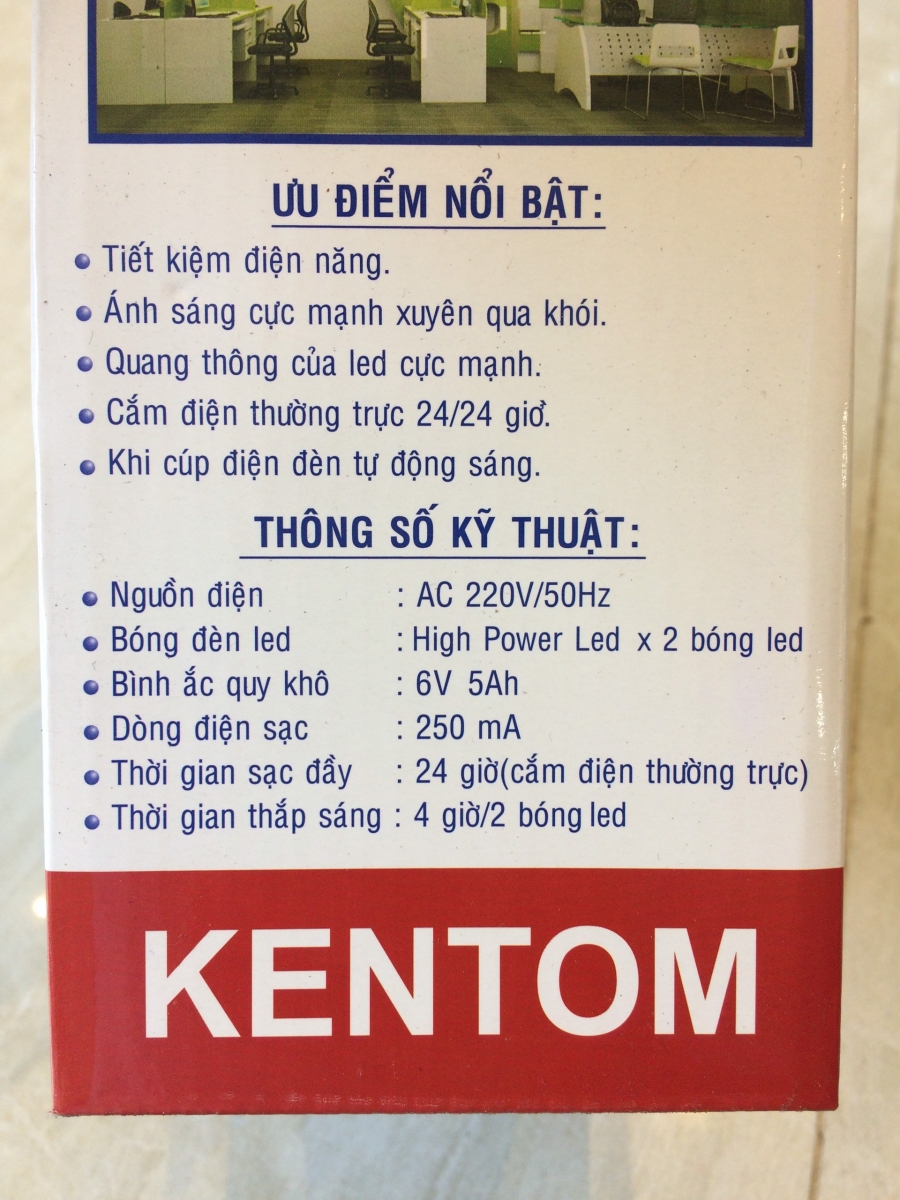 ƯU ĐIỂM NỔI BẬT:
Tiết kiệm điện năng.
Ánh sáng cực mạnh xuyên qua khói.
Quang thông của led cực mạnh.
Cắm điện thường trực 24/24 giờ.
Khi cúp điện đèn tự động sáng.
THÔNG SỐ KỸ THUẬT:
Nguồn điện : AC 220V/50Hz
Bóng đèn led : High Power Led x 2 bóng led
Bình ắc quy khô : 6V 5Ah
Dòng điện sạc : 250 mA
Thời gian sạc đầy : 24 giờ(cắm điện thường trực)
Thời gian thắp sáng : 4 giờ/2 bóng led
KENTOM